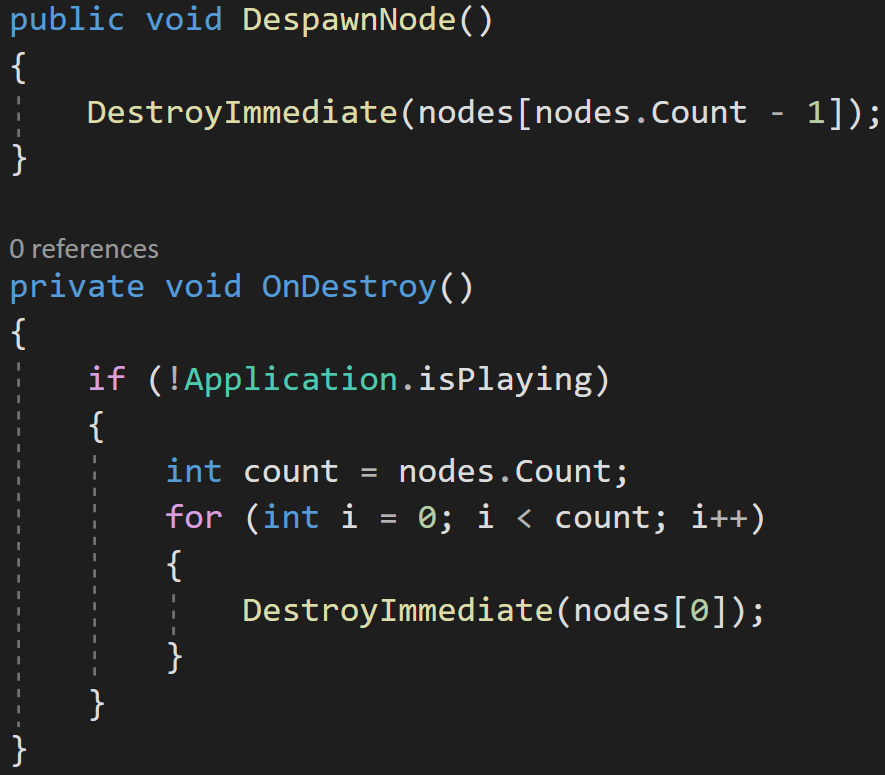 public void DespawnNode()
{
    DestroyImmediate(nodes[nodes.Count - 1]);
}

0 references
private void OnDestroy()
{
    if (!Application.isPlaying)
    {
        int count = nodes.Count;
        for (int i = 0; i < count; i++)
        {
            DestroyImmediate(nodes[0]);
        }
    }
}